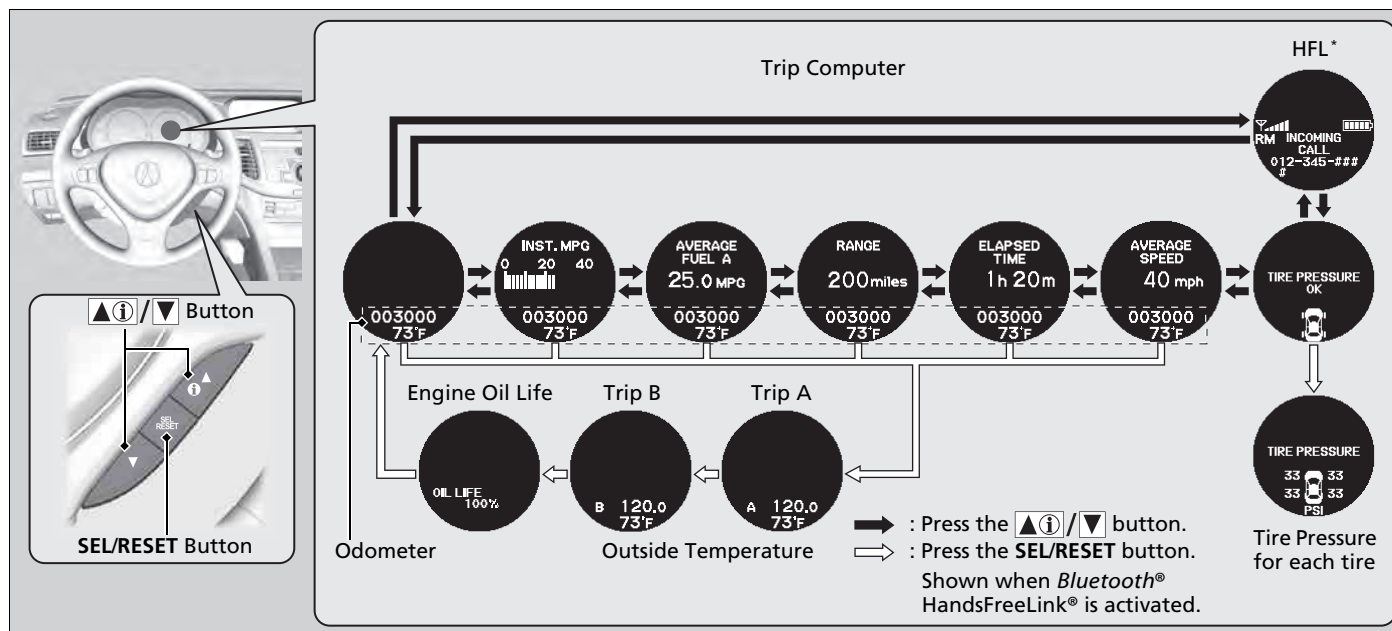 Trip Computer
HFL*
RM INCOMING
CALL
012-345-###
#
003000
73°F
INST. MPG
0 20 40
003000
73°F
AVERAGE
FUEL A
25.0 MPG
003000
73°F
RANGE
200 miles
003000
73°F
ELAPSED
TIME
1h 20m
003000
73°F
AVERAGE
SPEED
40 mph
003000
73°F
TIRE PRESSURE
OK
▲ⓘ/▼ Button
ⓘ▲
SEL
RESET
▼
SEL/RESET Button
Odometer
Engine Oil Life
OIL LIFE
100%
Trip B
B 120.0
73°F
Trip A
A 120.0
73°F
Outside Temperature
TIRE PRESSURE
33 33
33 33
PSI
Tire Pressure
for each tire
➡ : Press the ▲ⓘ/▼ button.
⇨ : Press the SEL/RESET button.
Shown when Bluetooth®
HandsFreeLink® is activated.